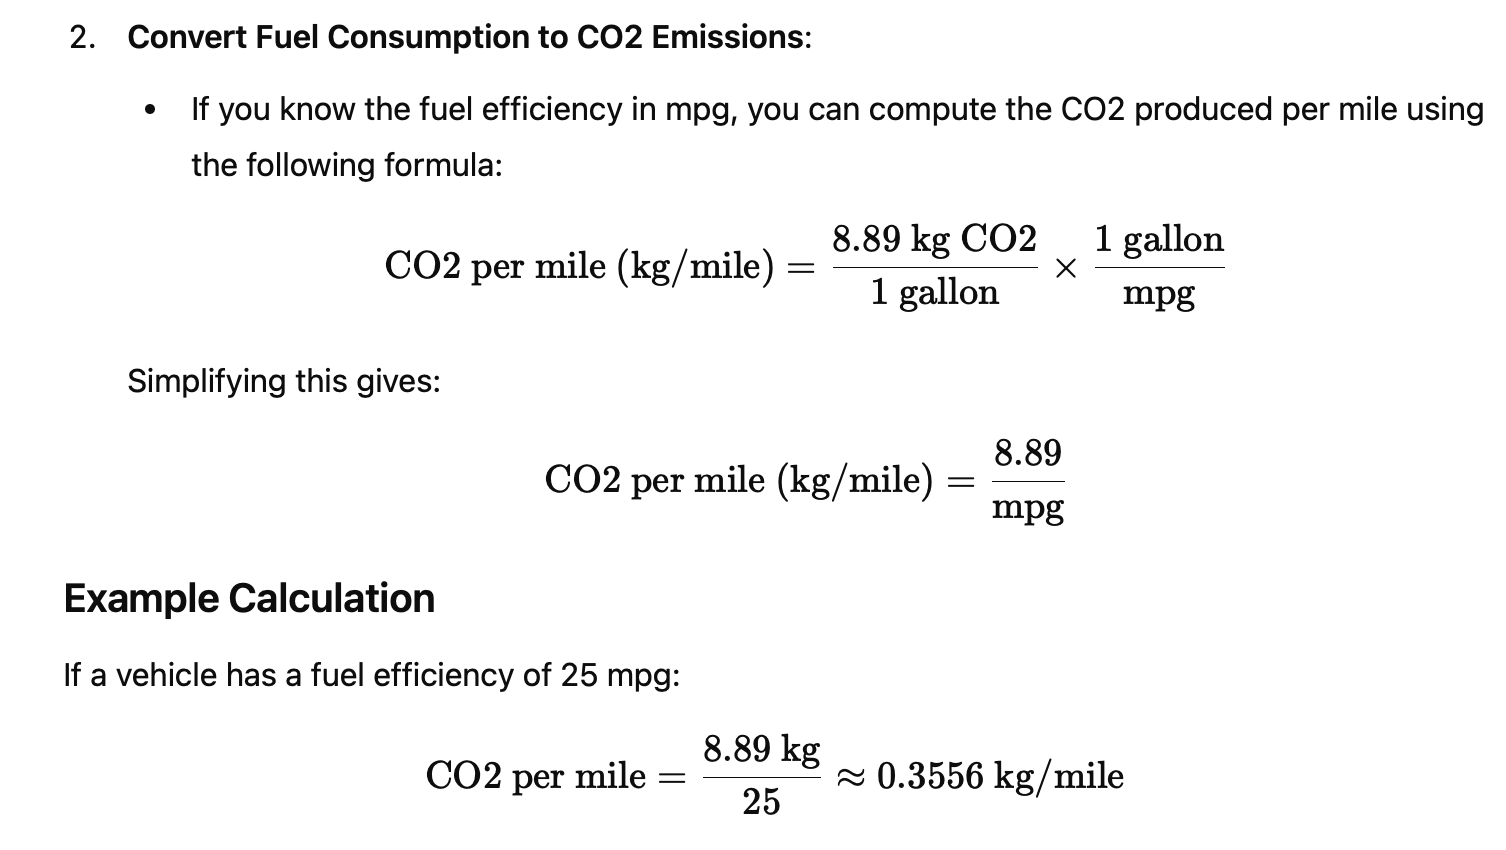 2. Convert Fuel Consumption to CO2 Emissions:
• If you know the fuel efficiency in mpg, you can compute the CO2 produced per mile using
the following formula:
CO2 per mile (kg/mile) = 8.89 kg CO2 / 1 gallon × 1 gallon / mpg
Simplifying this gives:
CO2 per mile (kg/mile) = 8.89 / mpg
Example Calculation
If a vehicle has a fuel efficiency of 25 mpg:
CO2 per mile = 8.89 kg / 25 ≈ 0.3556 kg/mile